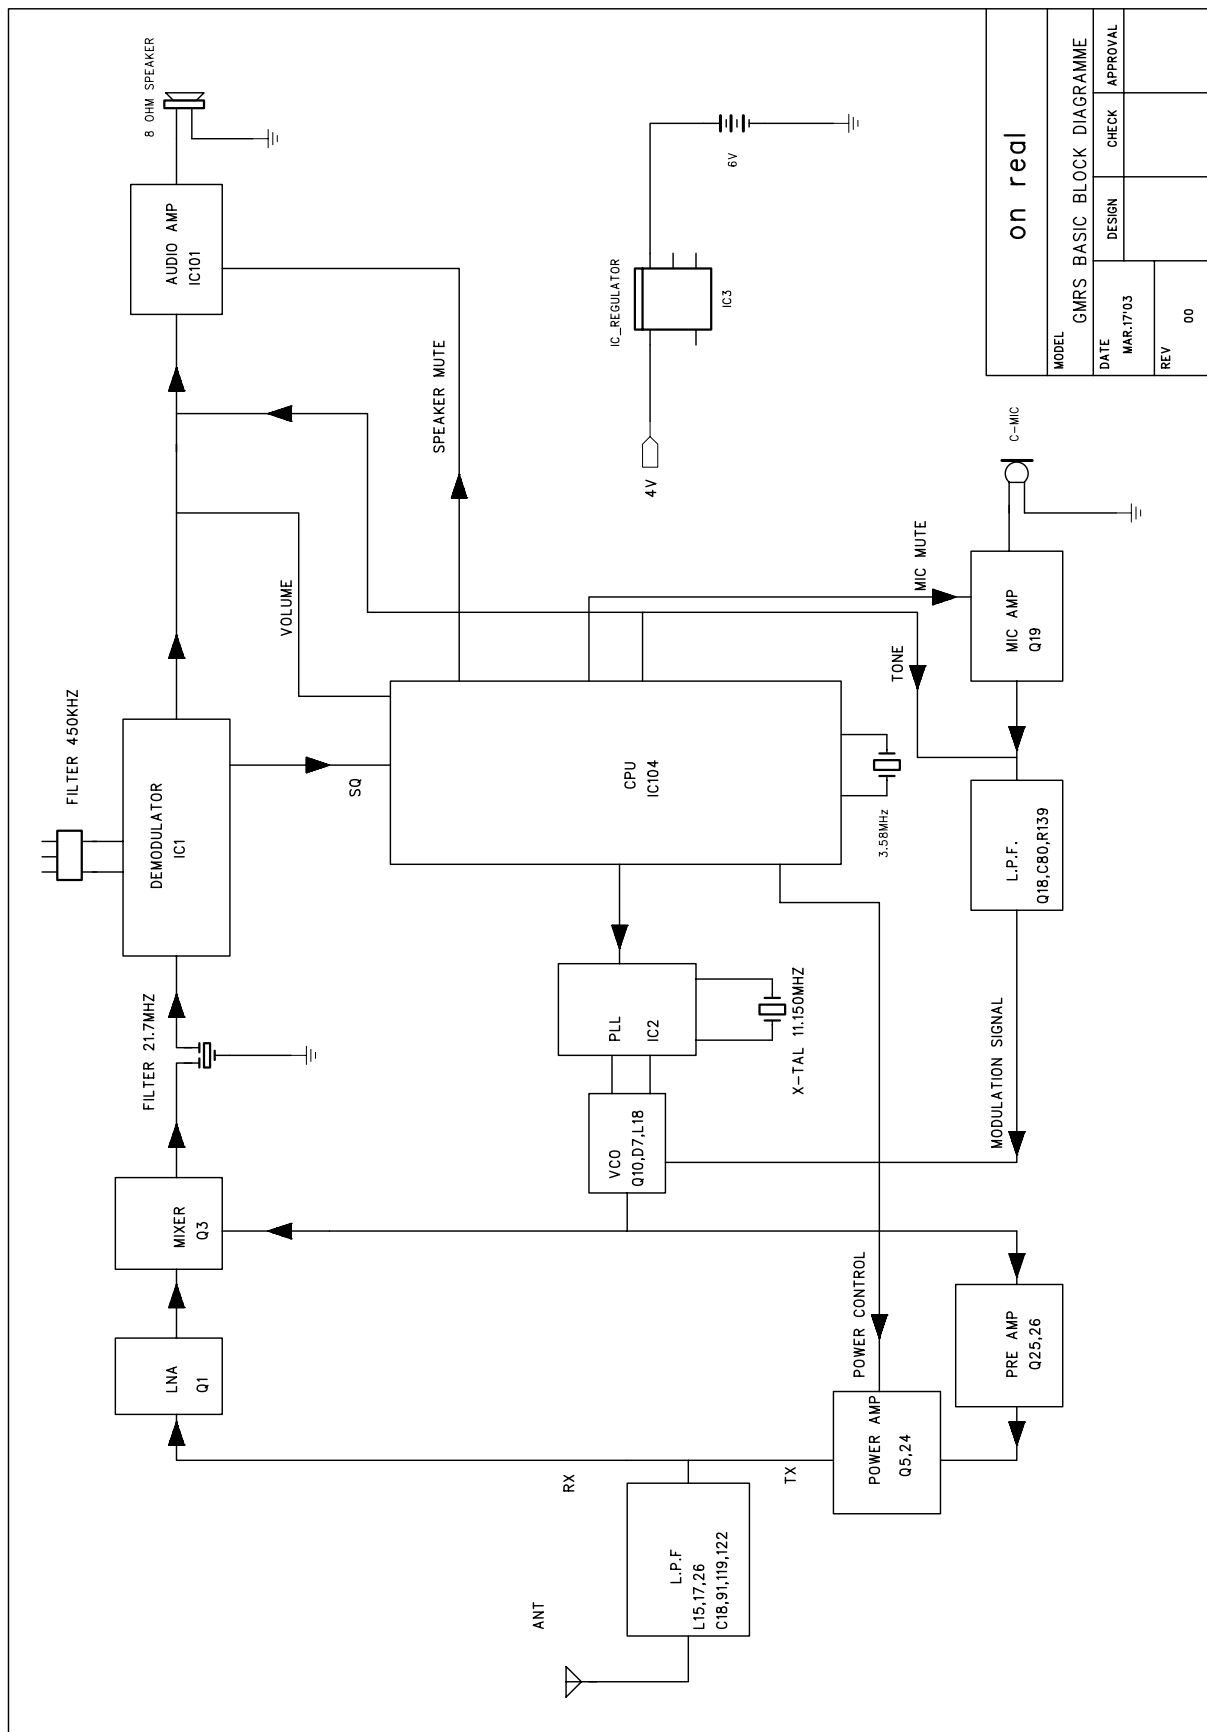 FILTER 450KHZ
8 OHM SPEAKER
AUDIO AMP
IC101
DEMODULATOR
IC1
FILTER 21.7MHZ
MIXER
Q3
LNA
Q1
VOLUME
SPEAKER MUTE
SQ
CPU
IC104
3.58MHz
PLL
IC2
X-TAL 11.150MHZ
VCO
Q10,D7,L18
RX
TX
ANT
L.P.F
L15,17,26
C18,91,119,122
POWER CONTROL
POWER AMP
Q5,24
PRE AMP
Q25,26
MODULATION SIGNAL
L.P.F.
Q18,C80,R139
TONE
MIC MUTE
MIC AMP
Q19
C-MIC
IC_REGULATOR
IC3
4V
6V
on real
MODEL
GMRS BASIC BLOCK DIAGRAMME
DATE
MAR.17'03
DESIGN
CHECK
APPROVAL
REV
00